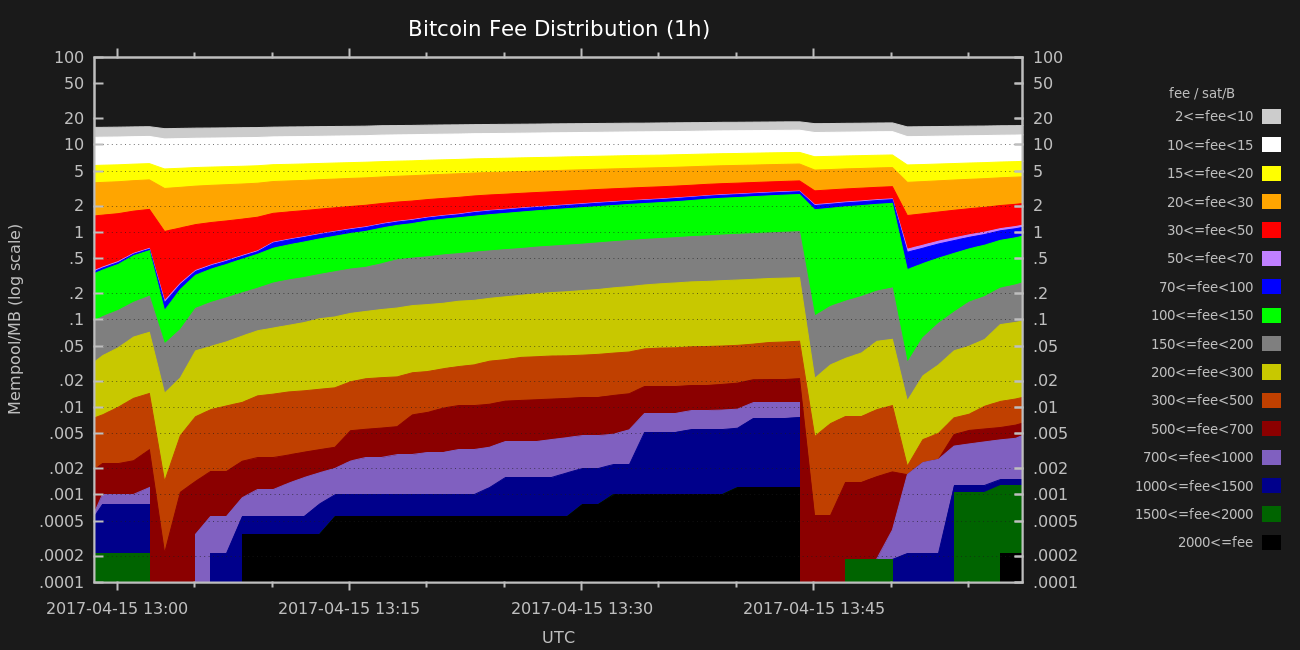 Bitcoin Fee Distribution (1h)
Mempool/MB (log scale)
100
50
20
10
5
2
1
.5
.2
.1
.05
.02
.01
.005
.002
.001
.0005
.0002
.0001
100
50
20
10
5
2
1
.5
.2
.1
.05
.02
.01
.005
.002
.001
.0005
.0002
.0001
2017-04-15 13:00 2017-04-15 13:15 2017-04-15 13:30 2017-04-15 13:45
UTC
fee / sat/B
2<=fee<10
10<=fee<15
15<=fee<20
20<=fee<30
30<=fee<50
50<=fee<70
70<=fee<100
100<=fee<150
150<=fee<200
200<=fee<300
300<=fee<500
500<=fee<700
700<=fee<1000
1000<=fee<1500
1500<=fee<2000
2000<=fee